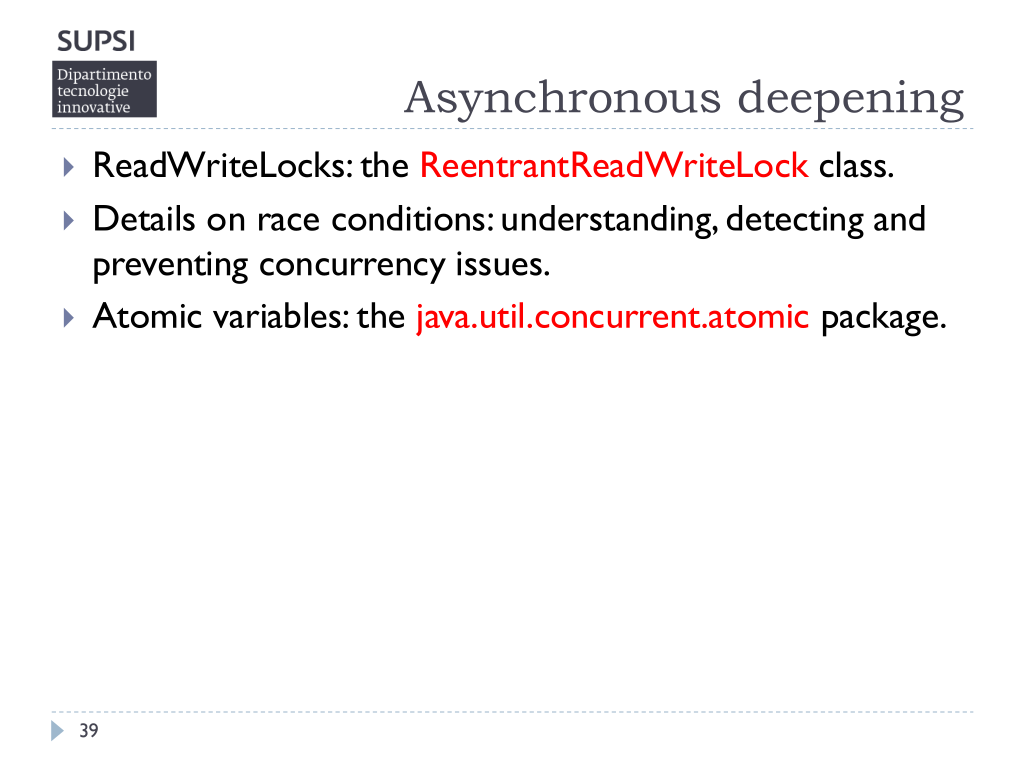 SUPSI
Dipartimento
tecnologie
innovative
Asynchronous deepening
ReadWriteLocks: the ReentrantReadWriteLock class.
Details on race conditions: understanding, detecting and
preventing concurrency issues.
Atomic variables: the java.util.concurrent.atomic package.
39